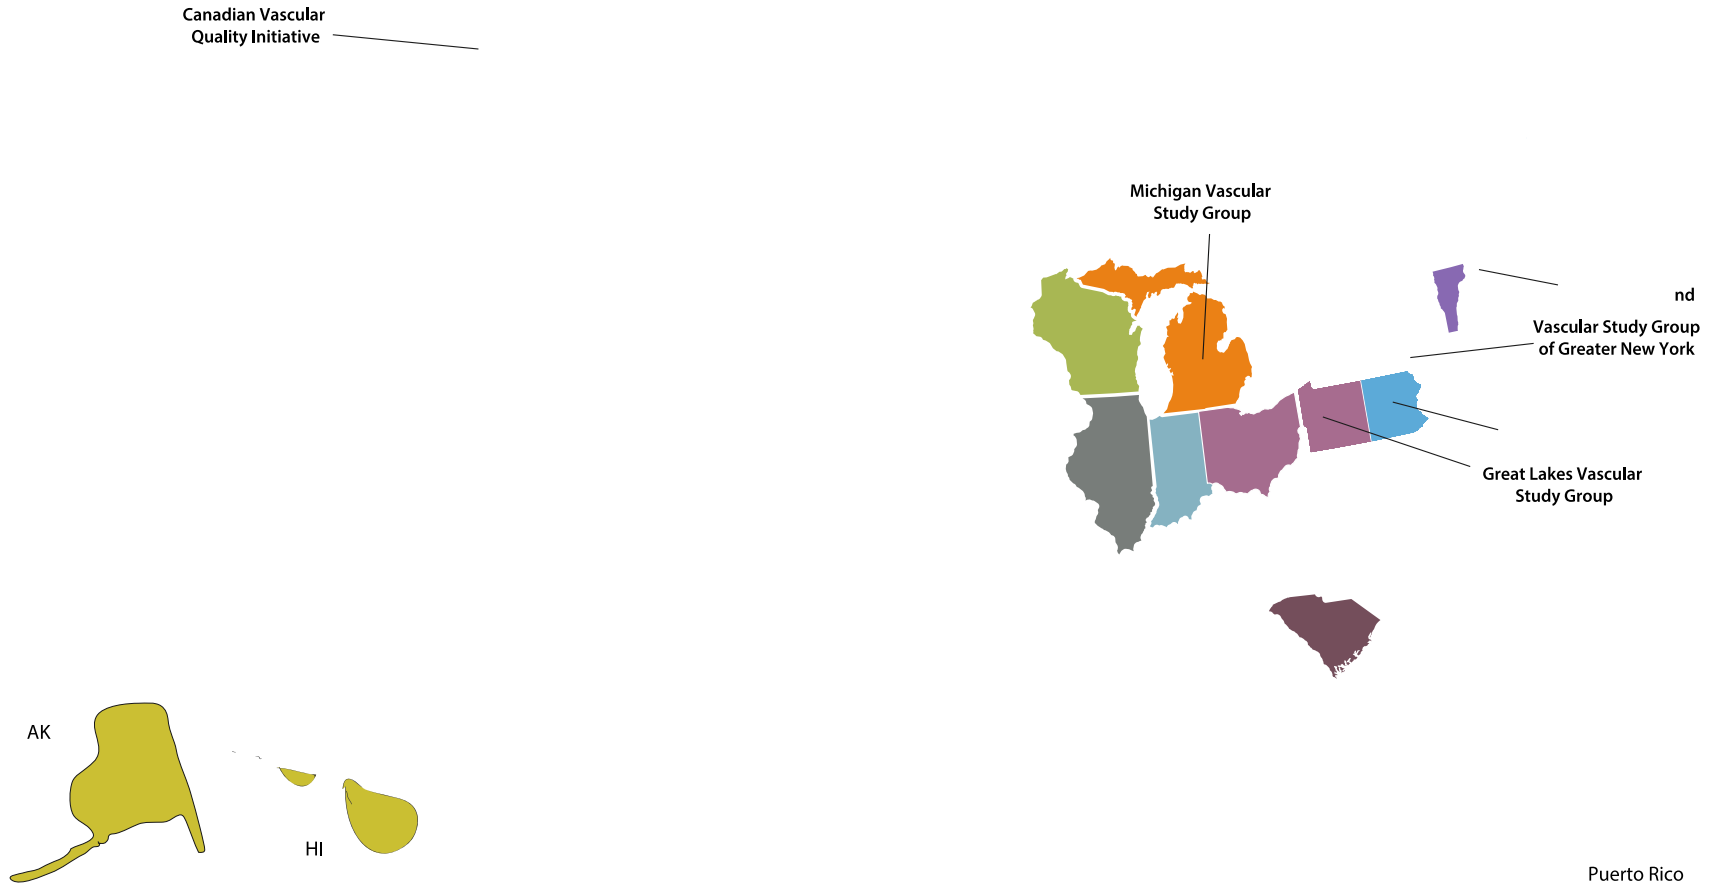 Canadian Vascular
Quality Initiative
Michigan Vascular
Study Group
nd
Vascular Study Group
of Greater New York
Great Lakes Vascular
Study Group
AK
HI
Puerto Rico